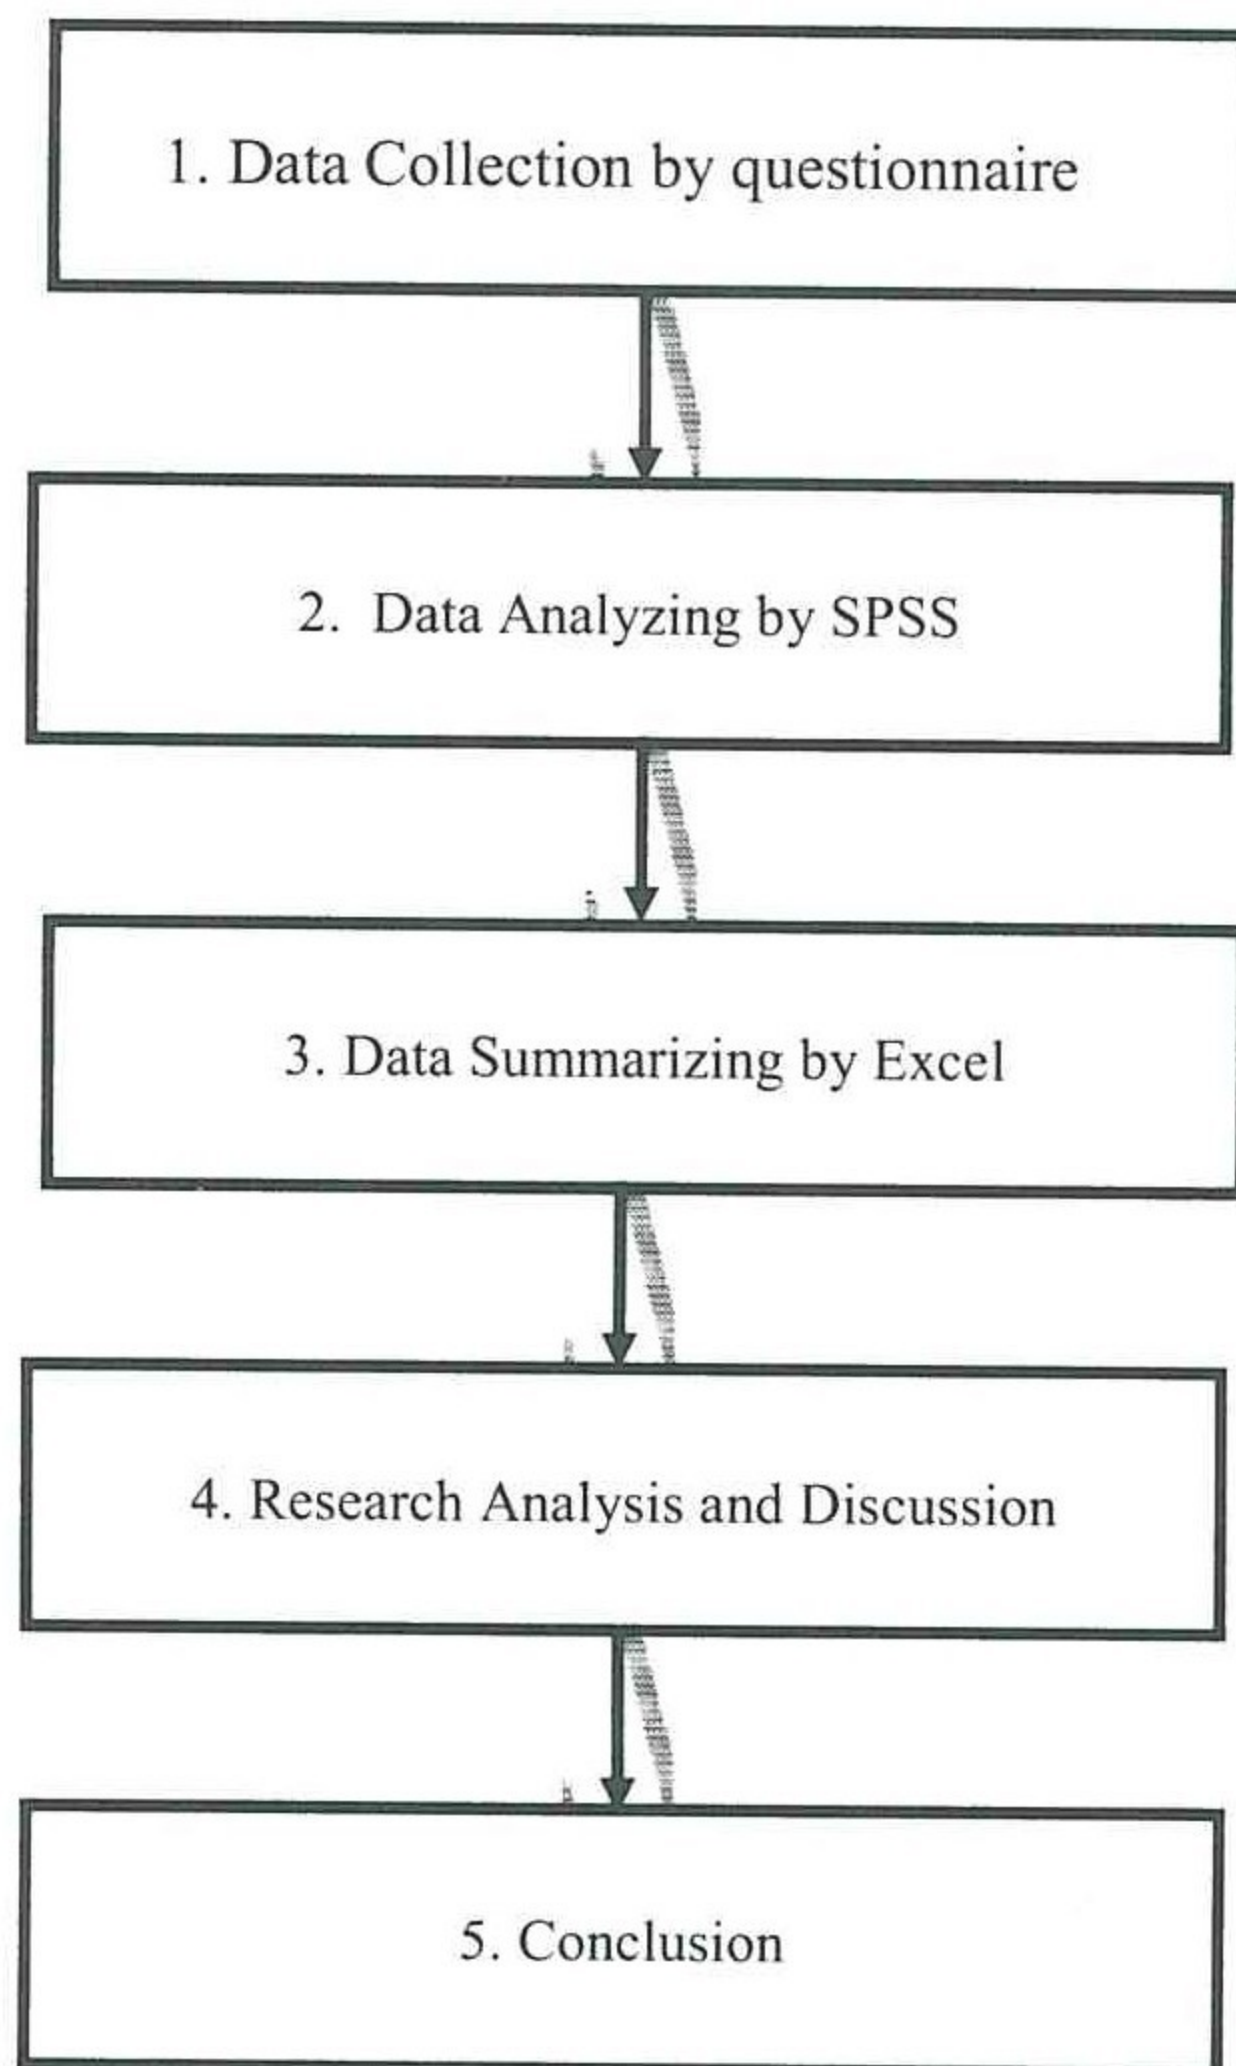 1. Data Collection by questionnaire
2. Data Analyzing by SPSS
3. Data Summarizing by Excel
4. Research Analysis and Discussion
5. Conclusion